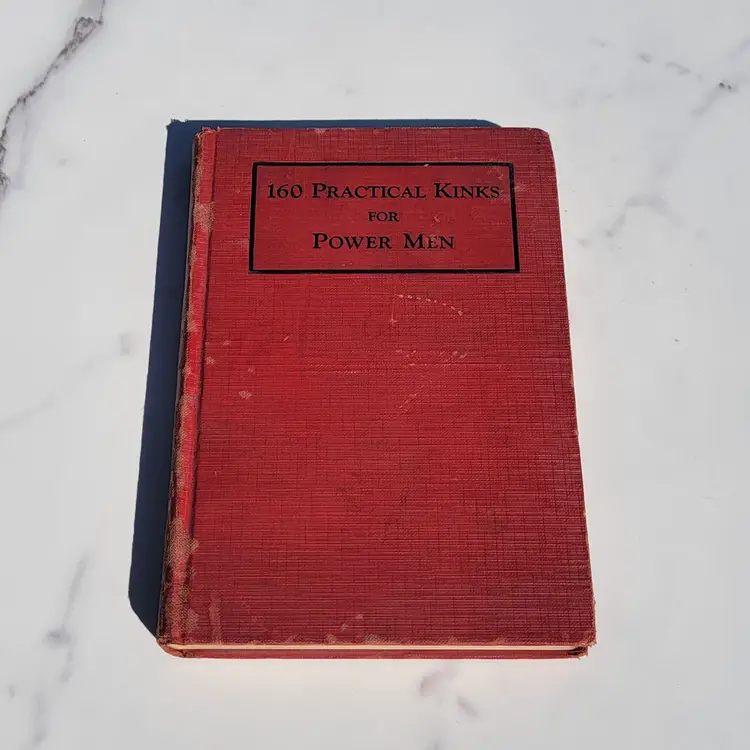 160 Practical Kinks
for
Power Men